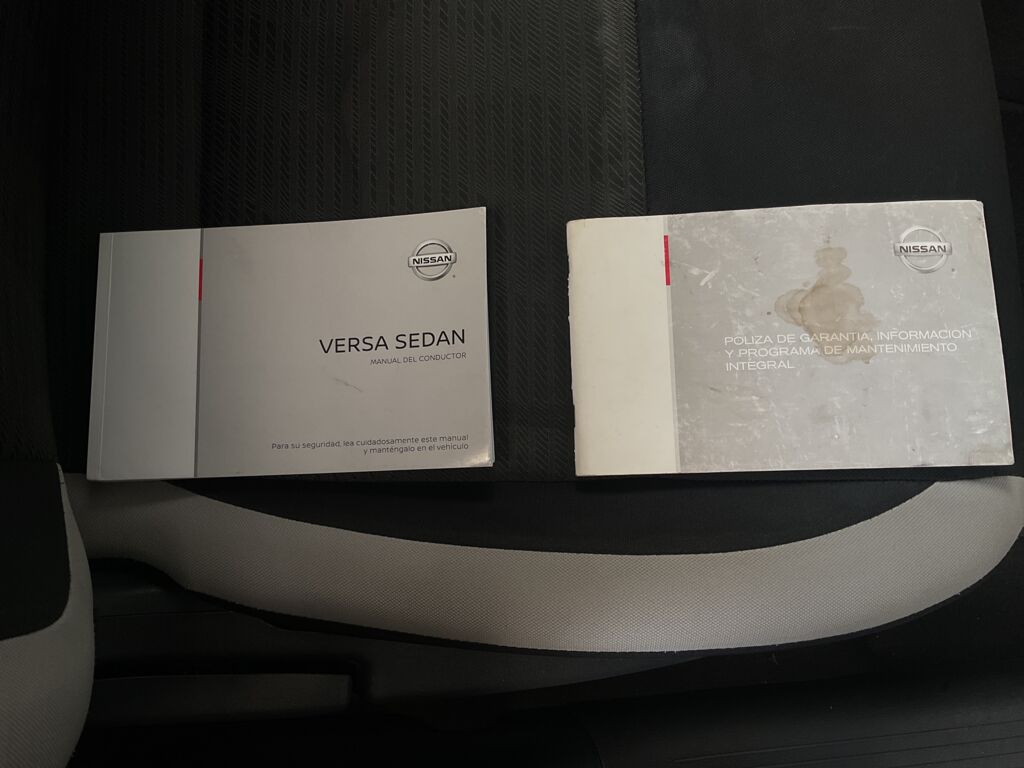 NISSAN
VERSA SEDAN
MANUAL DEL CONDUCTOR
Para su seguridad, lea cuidadosamente este manual
y manténgalo en el vehículo
NISSAN
POLIZA DE GARANTIA, INFORMACION
Y PROGRAMA DE MANTENIMIENTO
INTEGRAL